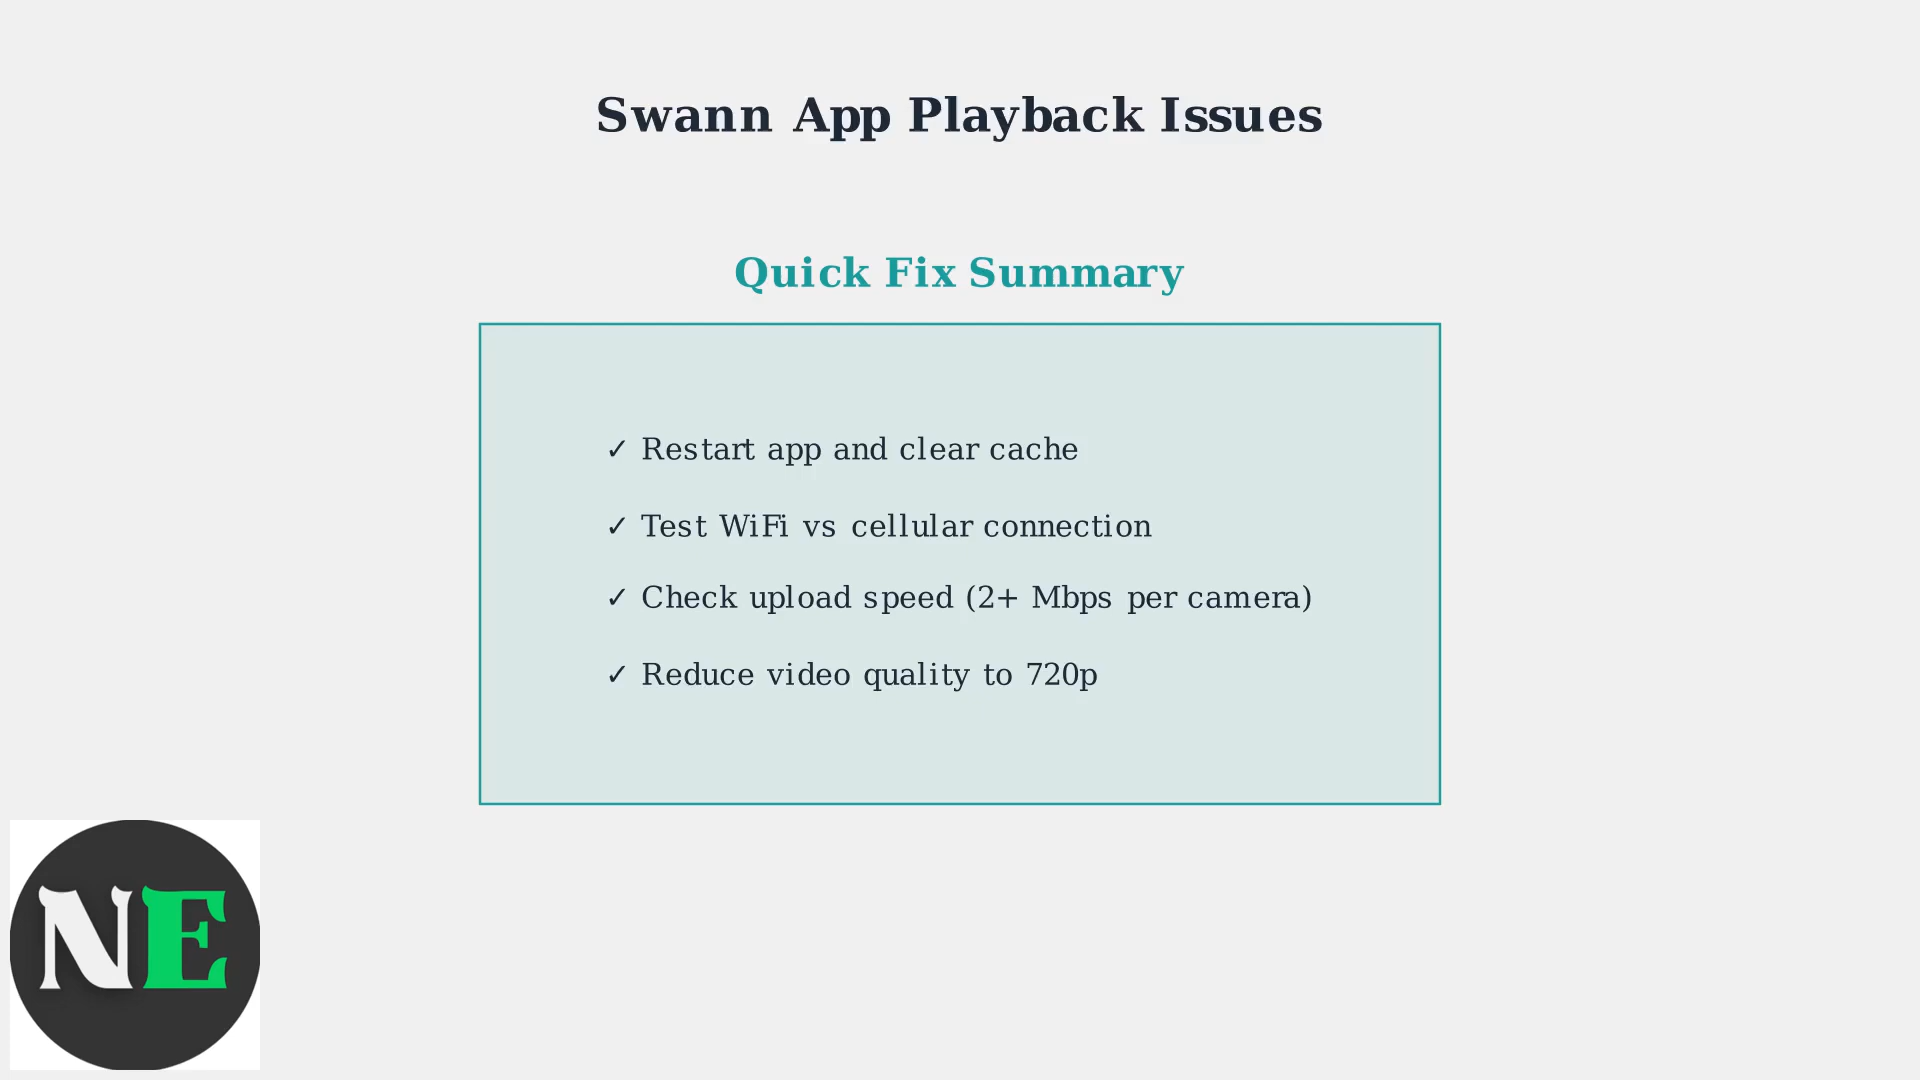 Swann App Playback Issues
Quick Fix Summary
✓ Restart app and clear cache
✓ Test WiFi vs cellular connection
✓ Check upload speed (2+ Mbps per camera)
✓ Reduce video quality to 720p
NE